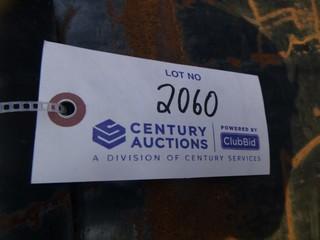 LOT NO
2060
CENTURY AUCTIONS
POWERED BY
ClubBid
A DIVISION OF CENTURY SERVICES